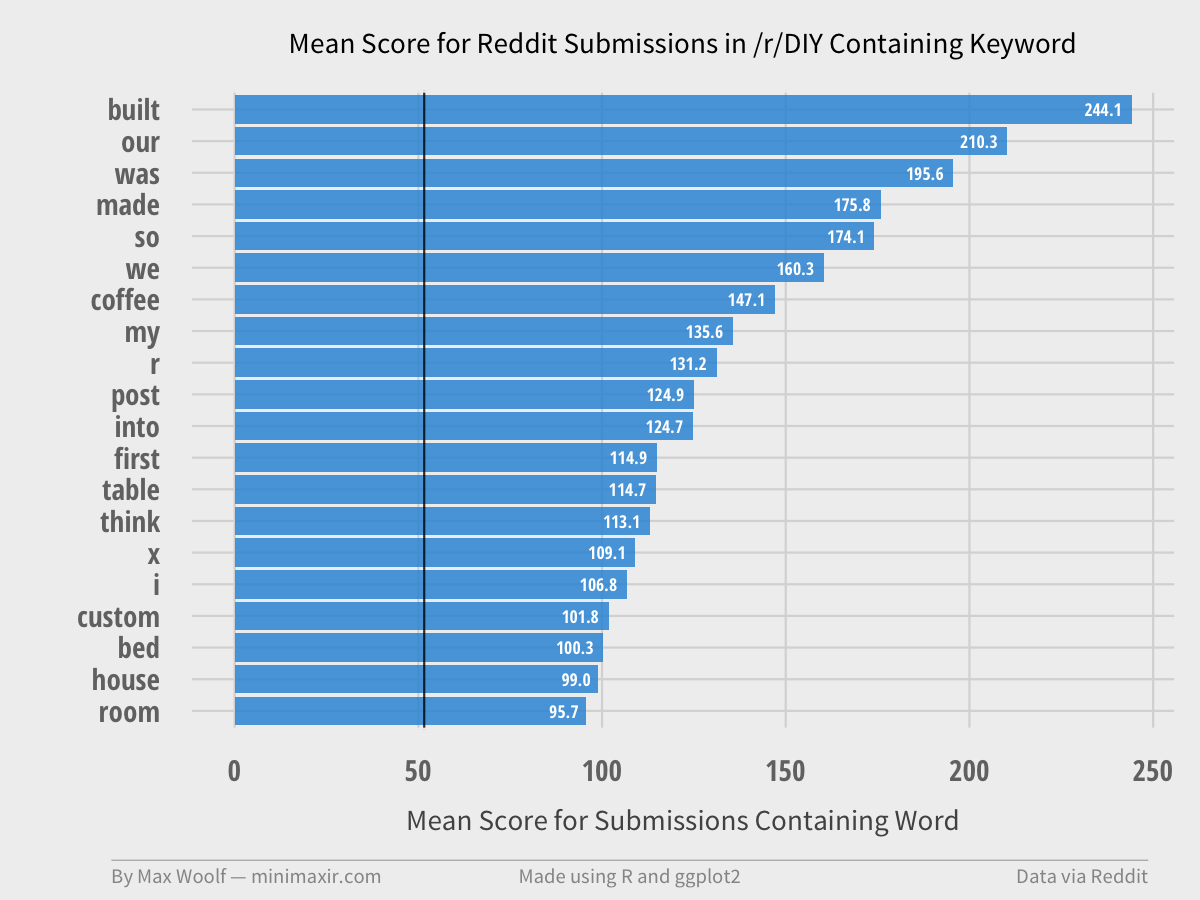 Mean Score for Reddit Submissions in /r/DIY Containing Keyword
built 244.1
our 210.3
was 195.6
made 175.8
so 174.1
we 160.3
coffee 147.1
my 135.6
r 131.2
post 124.9
into 124.7
first 114.9
table 114.7
think 113.1
x 109.1
i 106.8
custom 101.8
bed 100.3
house 99.0
room 95.7
0 50 100 150 200 250
Mean Score for Submissions Containing Word
By Max Woolf — minimaxir.com Made using R and ggplot2 Data via Reddit